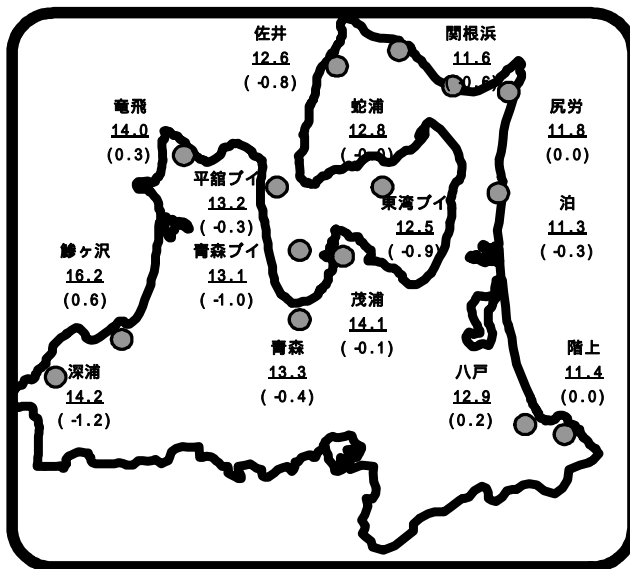 佐井
12.6
( -0.8)
関根浜
11.6
( -0.6)
竜飛
14.0
(0.3)
蛇浦
12.8
尻労
11.8
(0.0)
平舘ブイ
13.2
( -0.3)
東湾ブイ
12.5
( -0.9)
泊
11.3
( -0.3)
鰺ヶ沢
16.2
(0.6)
青森ブイ
13.1
( -1.0)
茂浦
14.1
( -0.1)
深浦
14.2
( -1.2)
青森
13.3
( -0.4)
八戸
12.9
(0.2)
階上
11.4
(0.0)